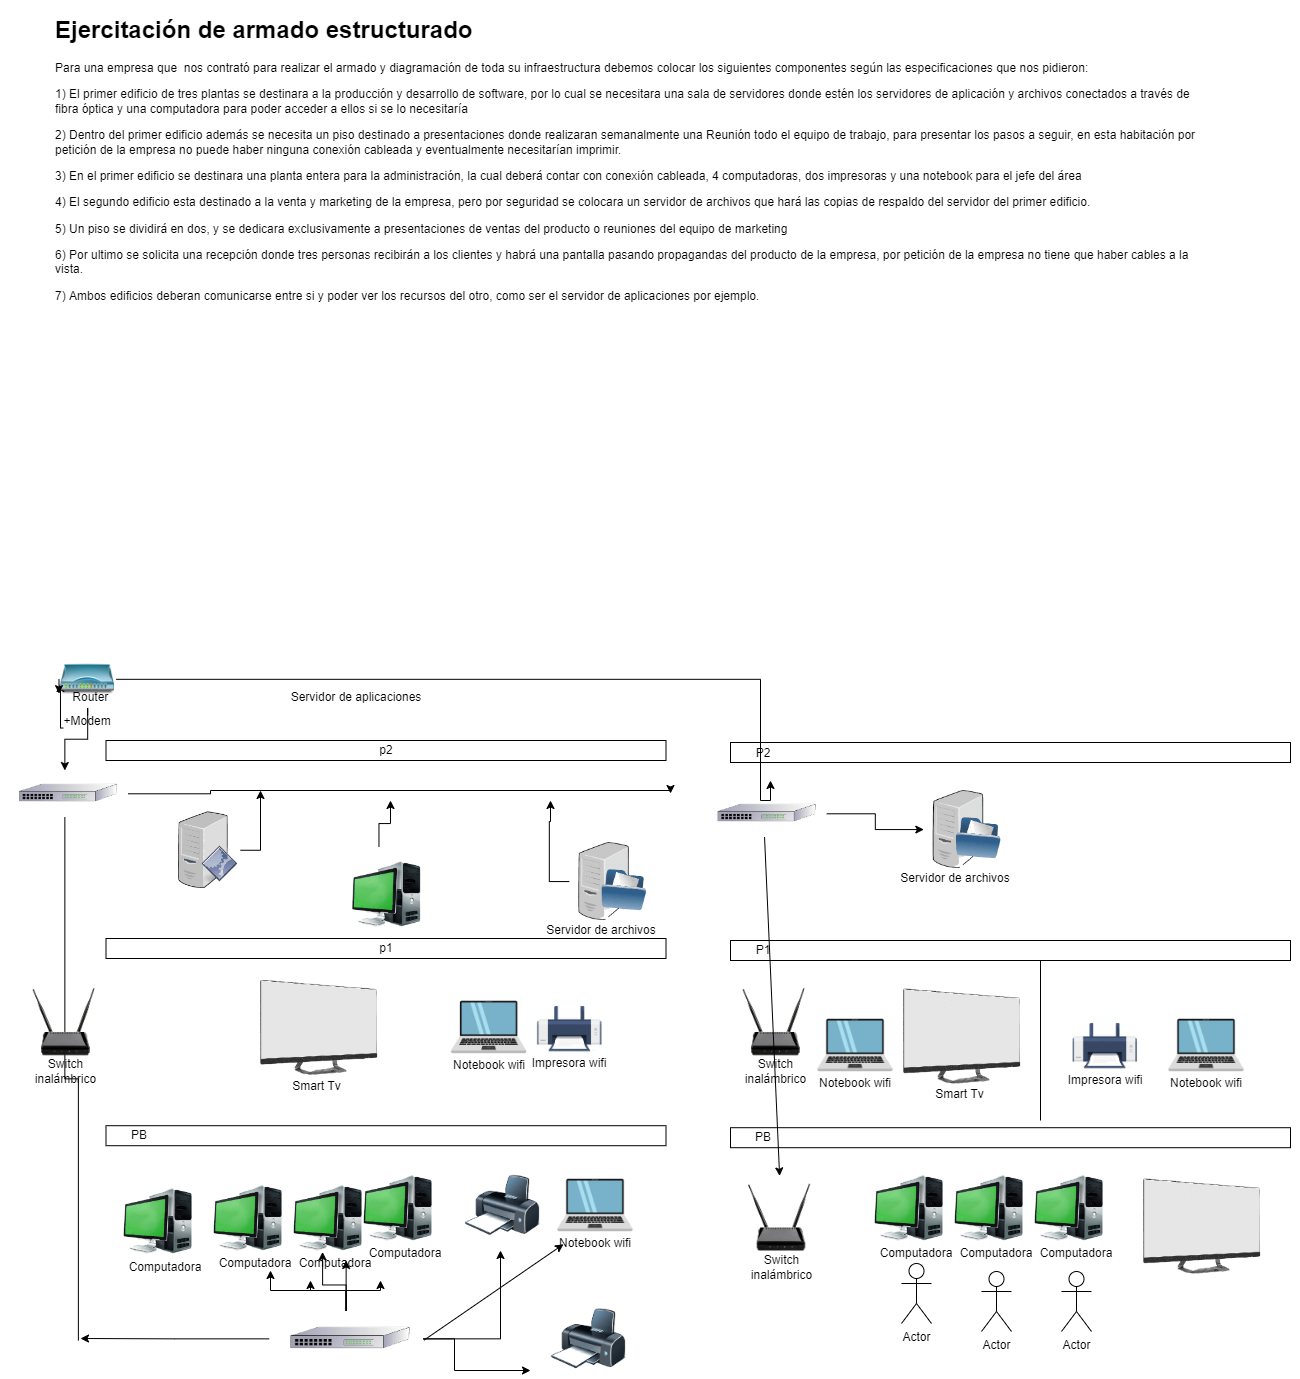 Ejercitación de armado estructurado
Para una empresa que  nos contrató para realizar el armado y diagramación de toda su infraestructura debemos colocar los siguientes componentes según las especificaciones que nos pidieron:
1) El primer edificio de tres plantas se destinara a la producción y desarrollo de software, por lo cual se necesitara una sala de servidores donde estén los servidores de aplicación y archivos conectados a través de
fibra óptica y una computadora para poder acceder a ellos si se lo necesitaría
2) Dentro del primer edificio además se necesita un piso destinado a presentaciones donde realizaran semanalmente una Reunión todo el equipo de trabajo, para presentar los pasos a seguir, en esta habitación por
petición de la empresa no puede haber ninguna conexión cableada y eventualmente necesitarían imprimir.
3) En el primer edificio se destinara una planta entera para la administración, la cual deberá contar con conexión cableada, 4 computadoras, dos impresoras y una notebook para el jefe del área
4) El segundo edificio esta destinado a la venta y marketing de la empresa, pero por seguridad se colocara un servidor de archivos que hará las copias de respaldo del servidor del primer edificio.
5) Un piso se dividirá en dos, y se dedicara exclusivamente a presentaciones de ventas del producto o reuniones del equipo de marketing
6) Por ultimo se solicita una recepción donde tres personas recibirán a los clientes y habrá una pantalla pasando propagandas del producto de la empresa, por petición de la empresa no tiene que haber cables a la
vista.
7) Ambos edificios deberan comunicarse entre si y poder ver los recursos del otro, como ser el servidor de aplicaciones por ejemplo.
Router
Servidor de aplicaciones
+Modem
p2
P2
Servidor de archivos
Servidor de archivos
p1
P1
Switch
inalámbrico
Smart Tv
Notebook wifi
Impresora wifi
Switch
inalámbrico
Notebook wifi
Smart Tv
Impresora wifi
Notebook wifi
PB
PB
Computadora
Computadora
Computadora
Computadora
Notebook wifi
Switch
inalámbrico
Computadora
Computadora
Computadora
Actor
Actor
Actor